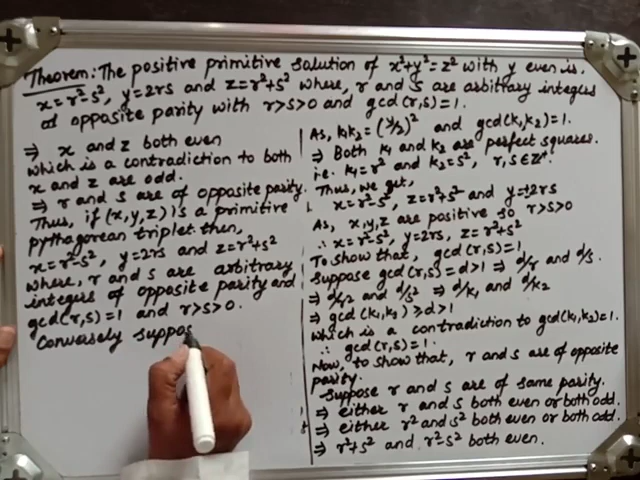 Theorem: The positive primitive solution of x²+y²=z² with y even is
x=r²-s², y=2rs and z=r²+s² where, r and s are arbitrary integers
of opposite parity with r>s>0 and gcd(r,s)=1.
⇒ x and z both even
which is a contradiction to both
x and z are odd.
⇒ r and s are of opposite parity.
Thus, if (x,y,z) is a primitive
pythagorean triplet then,
x=r²-s², y=2rs and z=r²+s²
where, r and s are arbitrary
integers of opposite parity and
gcd(r,s)=1 and r>s>0.
Conversely suppos
As, k₁k₂=(y/2)² and gcd(k₁,k₂)=1.
⇒ Both k₁ and k₂ are perfect squares.
i.e. k₁=r² and k₂=s², r,s∈Z⁺.
Thus, we get,
x=r²-s², z=r²+s² and y=±2rs
As, x,y,z are positive so r>s>0
∴ x=r²-s², y=2rs, z=r²+s²
To show that, gcd(r,s)=1
Suppose gcd(r,s)=d>1 ⇒ d/r and d/s.
⇒ d/r² and d/s² ⇒ d/k₁ and d/k₂
⇒ gcd(k₁,k₂)≥d>1
which is a contradiction to gcd(k₁,k₂)=1.
∴ gcd(r,s)=1.
Now, to show that, r and s are of opposite
parity.
Suppose r and s are of same parity.
⇒ either r and s both even or both odd.
⇒ either r² and s² both even or both odd.
⇒ r²+s² and r²-s² both even.